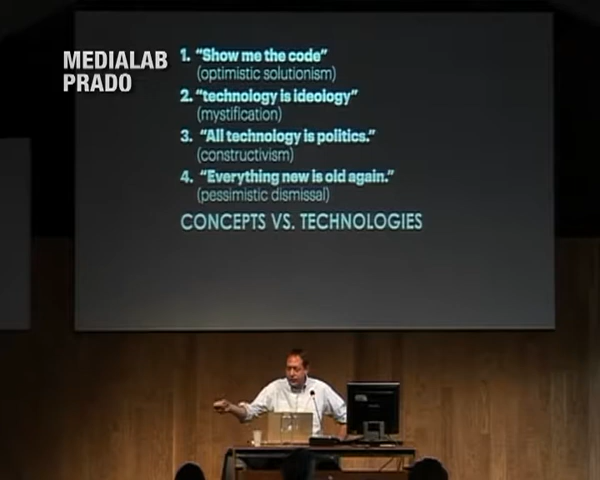 MEDIALAB
PRADO
1. “Show me the code”
(optimistic solutionism)
2. “technology is ideology”
(mystification)
3. “All technology is politics.”
(constructivism)
4. “Everything new is old again.”
(pessimistic dismissal)
CONCEPTS VS. TECHNOLOGIES